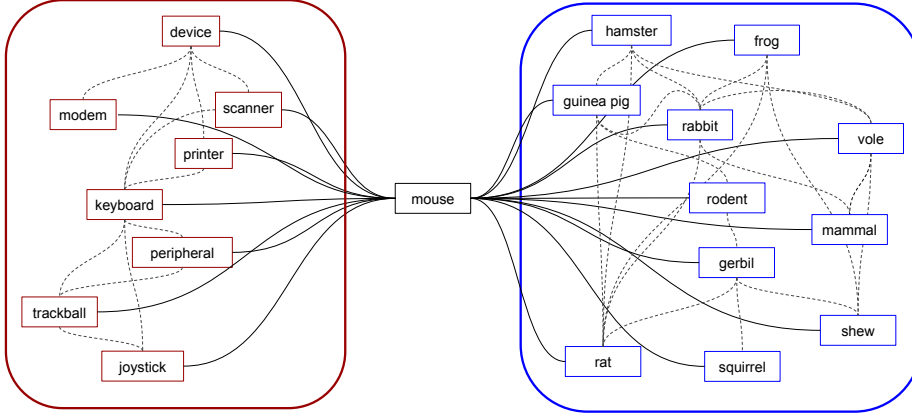 device
scanner
modem
printer
keyboard
peripheral
trackball
joystick
mouse
hamster
frog
guinea pig
rabbit
vole
rodent
mammal
gerbil
shew
rat
squirrel